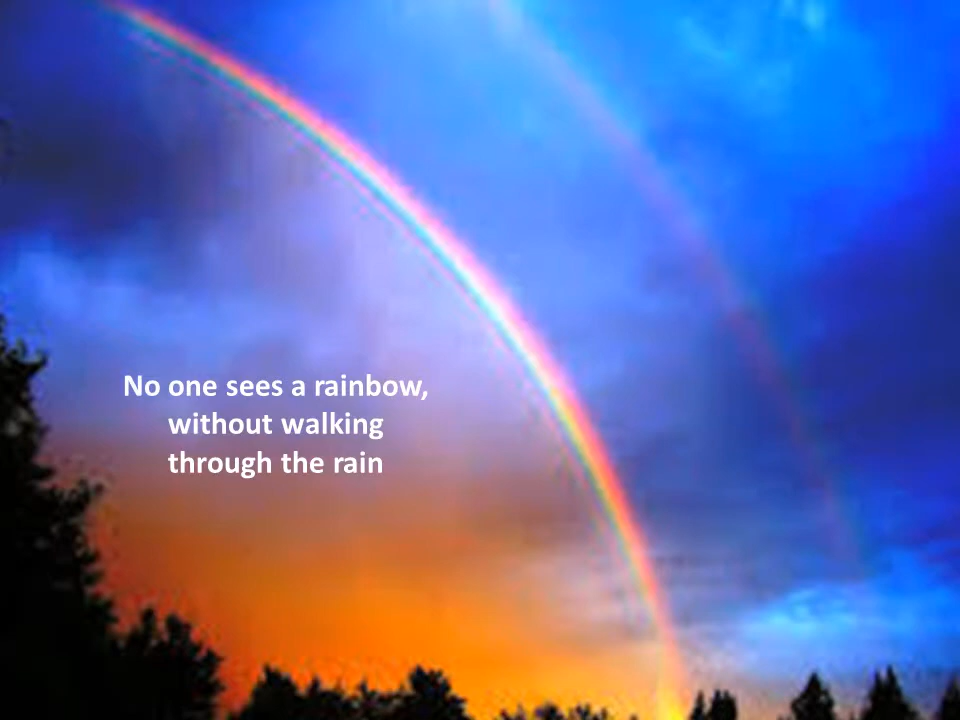 No one sees a rainbow,
without walking
through the rain